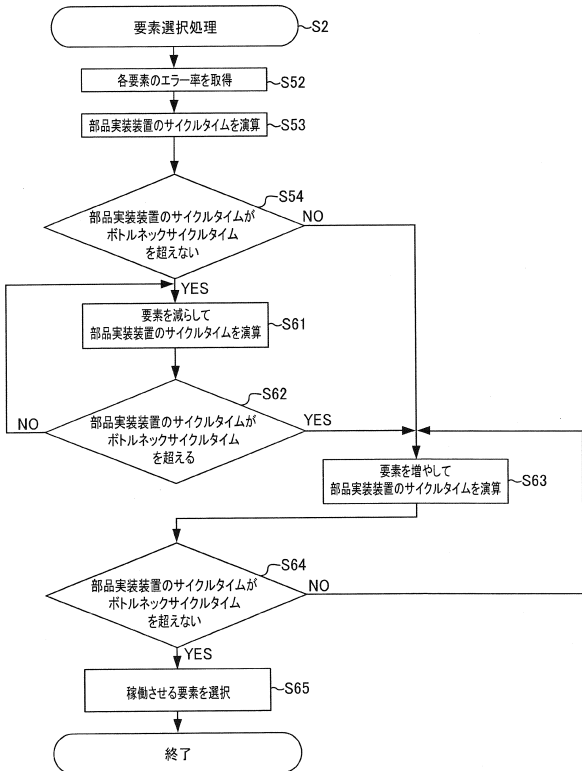 要素選択処理
S2
各要素のエラー率を取得
S52
部品実装装置のサイクルタイムを演算
S53
S54
部品実装装置のサイクルタイムが
ボトルネックサイクルタイム
を超えない
NO
YES
要素を減らして
部品実装装置のサイクルタイムを演算
S61
S62
部品実装装置のサイクルタイムが
ボトルネックサイクルタイム
を超える
NO
YES
要素を増やして
部品実装装置のサイクルタイムを演算
S63
S64
部品実装装置のサイクルタイムが
ボトルネックサイクルタイム
を超えない
NO
YES
稼働させる要素を選択
S65
終了